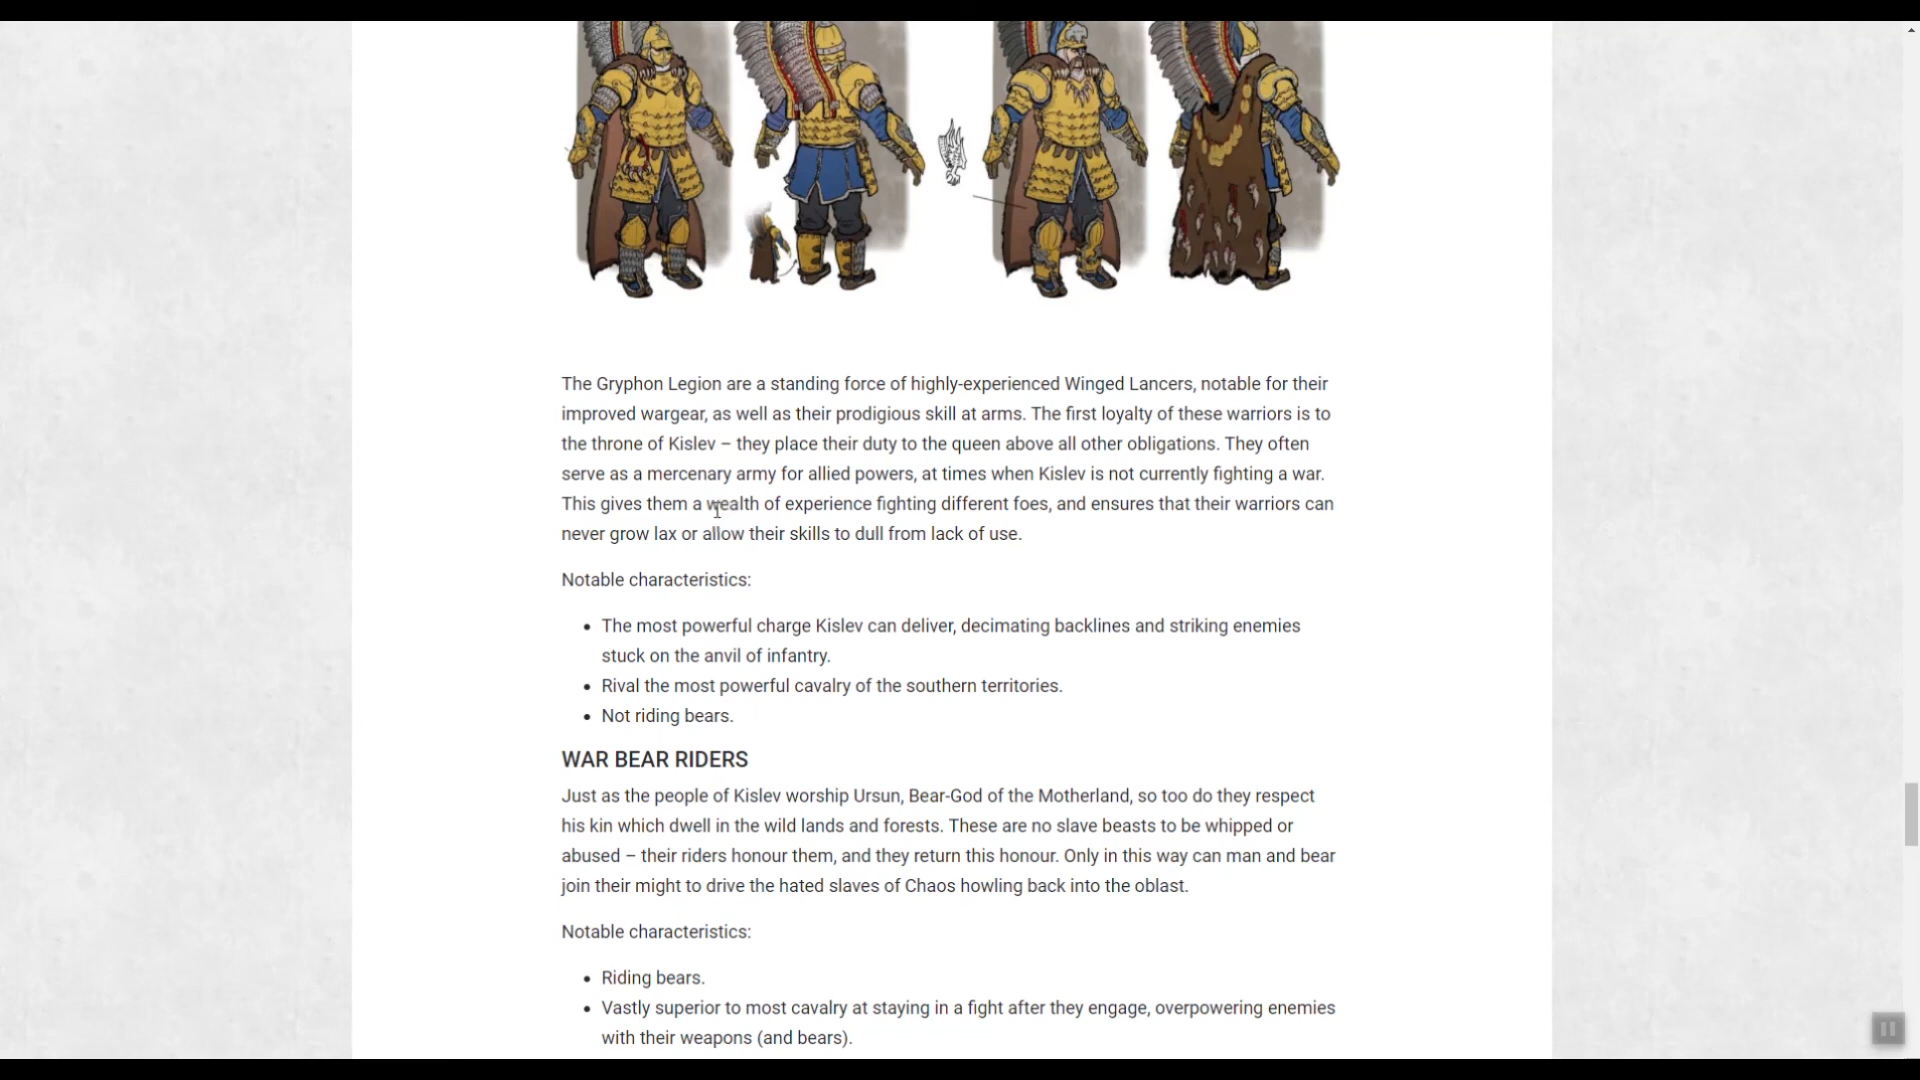 The Gryphon Legion are a standing force of highly-experienced Winged Lancers, notable for their
improved wargear, as well as their prodigious skill at arms. The first loyalty of these warriors is to
the throne of Kislev – they place their duty to the queen above all other obligations. They often
serve as a mercenary army for allied powers, at times when Kislev is not currently fighting a war.
This gives them a wealth of experience fighting different foes, and ensures that their warriors can
never grow lax or allow their skills to dull from lack of use.
Notable characteristics:
• The most powerful charge Kislev can deliver, decimating backlines and striking enemies
stuck on the anvil of infantry.
• Rival the most powerful cavalry of the southern territories.
• Not riding bears.
WAR BEAR RIDERS
Just as the people of Kislev worship Ursun, Bear-God of the Motherland, so too do they respect
his kin which dwell in the wild lands and forests. These are no slave beasts to be whipped or
abused – their riders honour them, and they return this honour. Only in this way can man and bear
join their might to drive the hated slaves of Chaos howling back into the oblast.
Notable characteristics:
• Riding bears.
• Vastly superior to most cavalry at staying in a fight after they engage, overpowering enemies
with their weapons (and bears).